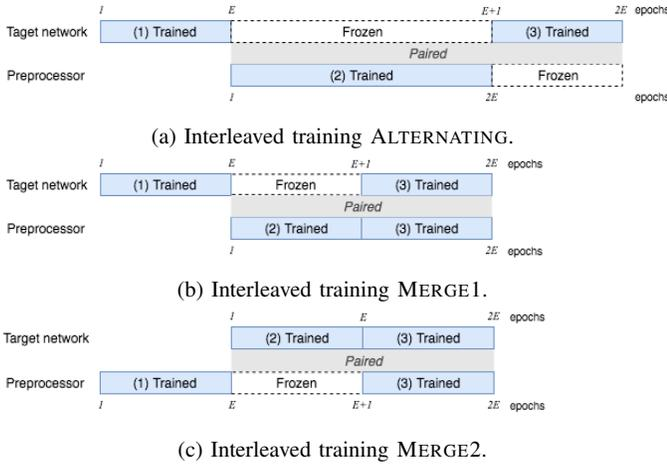 1 E E+1 2E epochs
Taget network (1) Trained Frozen (3) Trained
Paired
Preprocessor (2) Trained Frozen
1 2E epochs
(a) Interleaved training ALTERNATING.
1 E E+1 2E epochs
Taget network (1) Trained Frozen (3) Trained
Paired
Preprocessor (2) Trained (3) Trained
1 2E epochs
(b) Interleaved training MERGE1.
1 E 2E epochs
Target network (2) Trained (3) Trained
Paired
Preprocessor (1) Trained Frozen (3) Trained
1 E E+1 2E epochs
(c) Interleaved training MERGE2.